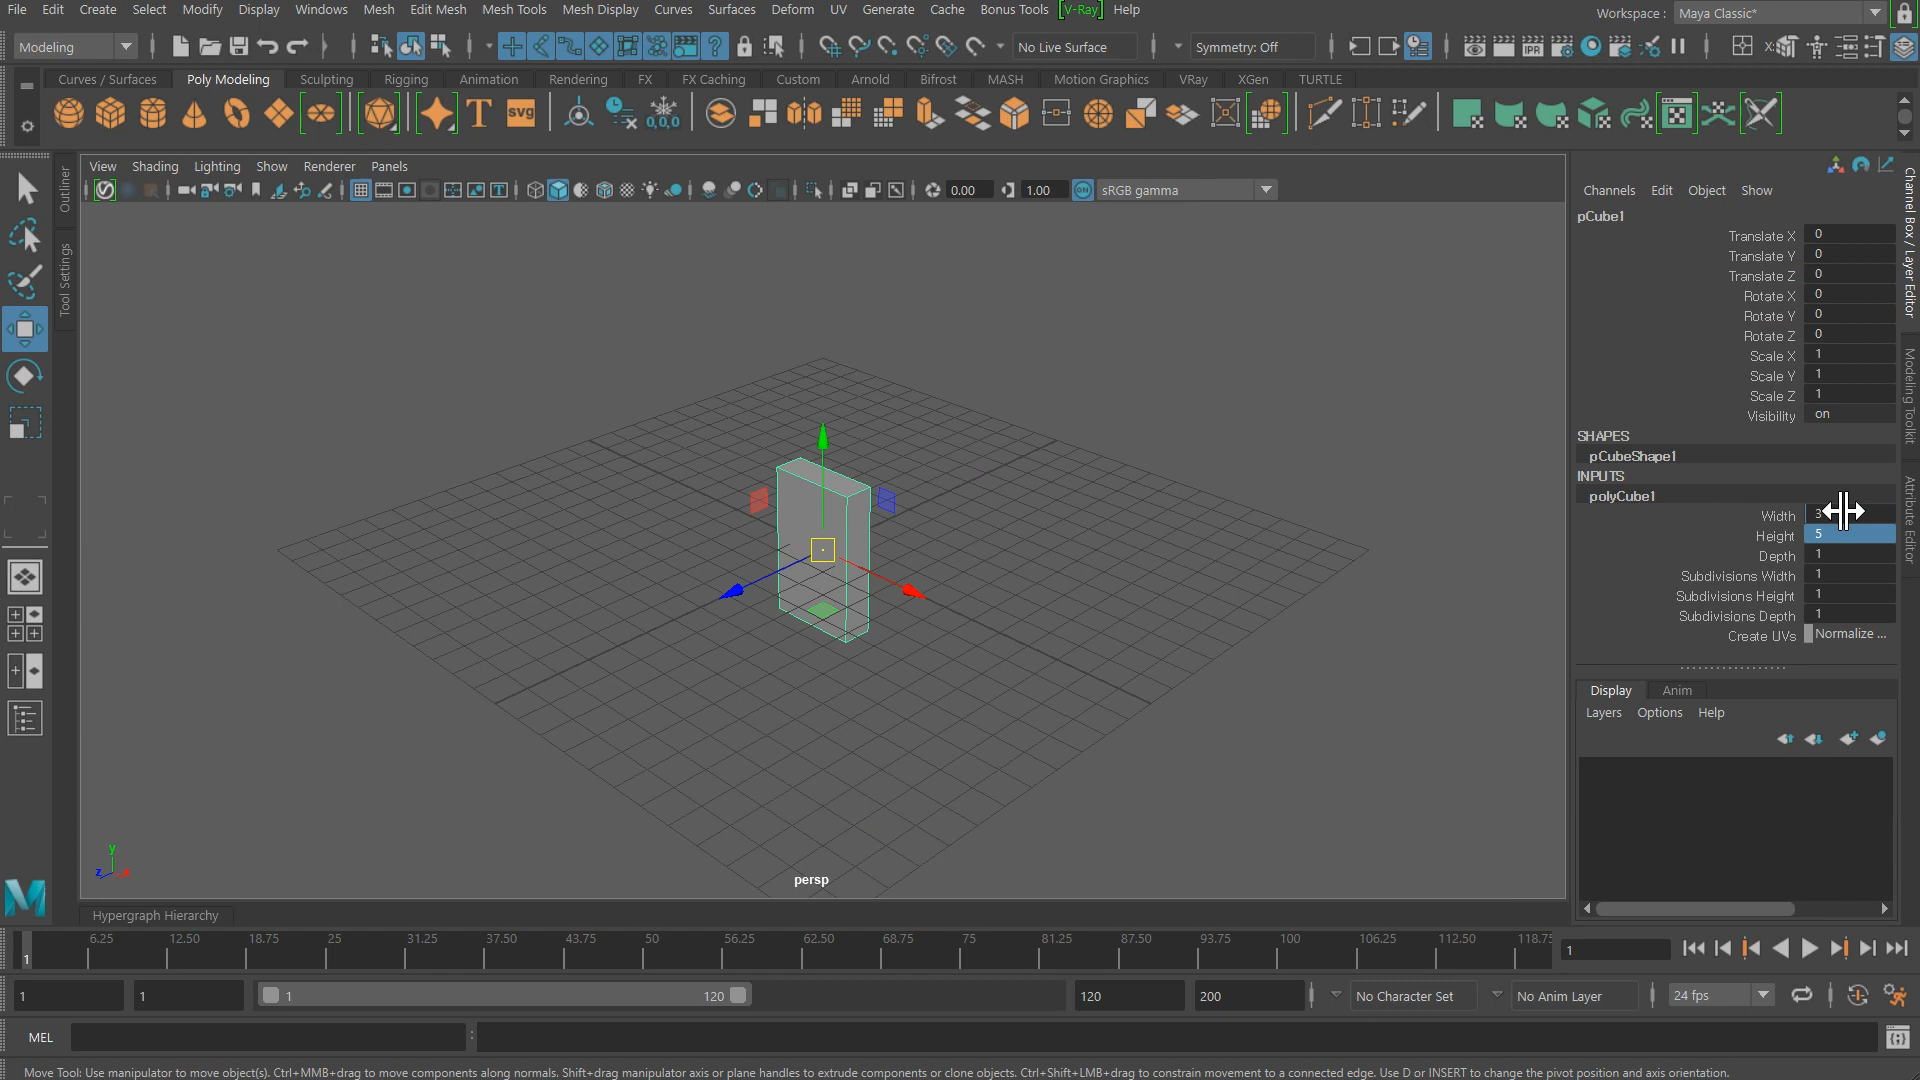 File Edit Create Select Modify Display Windows Mesh Edit Mesh Mesh Tools Mesh Display Curves Surfaces Deform UV Generate Cache Bonus Tools [V-Ray] Help
Workspace : Maya Classic*
Modeling
No Live Surface
Symmetry: Off
Curves / Surfaces Poly Modeling Sculpting Rigging Animation Rendering FX FX Caching Custom Arnold Bifrost MASH Motion Graphics VRay XGen TURTLE
T
SVG
0,0,0
IPR
Outliner
Tool Settings
View Shading Lighting Show Renderer Panels
0.00
1.00
ON
sRGB gamma
persp
y
z
x
Hypergraph Hierarchy
Channels Edit Object Show
pCube1
Translate X 0
Translate Y 0
Translate Z 0
Rotate X 0
Rotate Y 0
Rotate Z 0
Scale X 1
Scale Y 1
Scale Z 1
Visibility on
SHAPES
pCubeShape1
INPUTS
polyCube1
Width 3
Height 5
Depth 1
Subdivisions Width 1
Subdivisions Height 1
Subdivisions Depth 1
Create UVs Normalize ...
Display Anim
Layers Options Help
Channel Box / Layer Editor
Modeling Toolkit
Attribute Editor
1
6.25 12.50 18.75 25 31.25 37.50 43.75 50 56.25 62.50 68.75 75 81.25 87.50 93.75 100 106.25 112.50 118.75
1
1
1
1
120
120
200
No Character Set
No Anim Layer
24 fps
MEL
Move Tool: Use manipulator to move object(s). Ctrl+MMB+drag to move components along normals. Shift+drag manipulator axis or plane handles to extrude components or clone objects. Ctrl+Shift+LMB+drag to constrain movement to a connected edge. Use D or INSERT to change the pivot position and axis orientation.